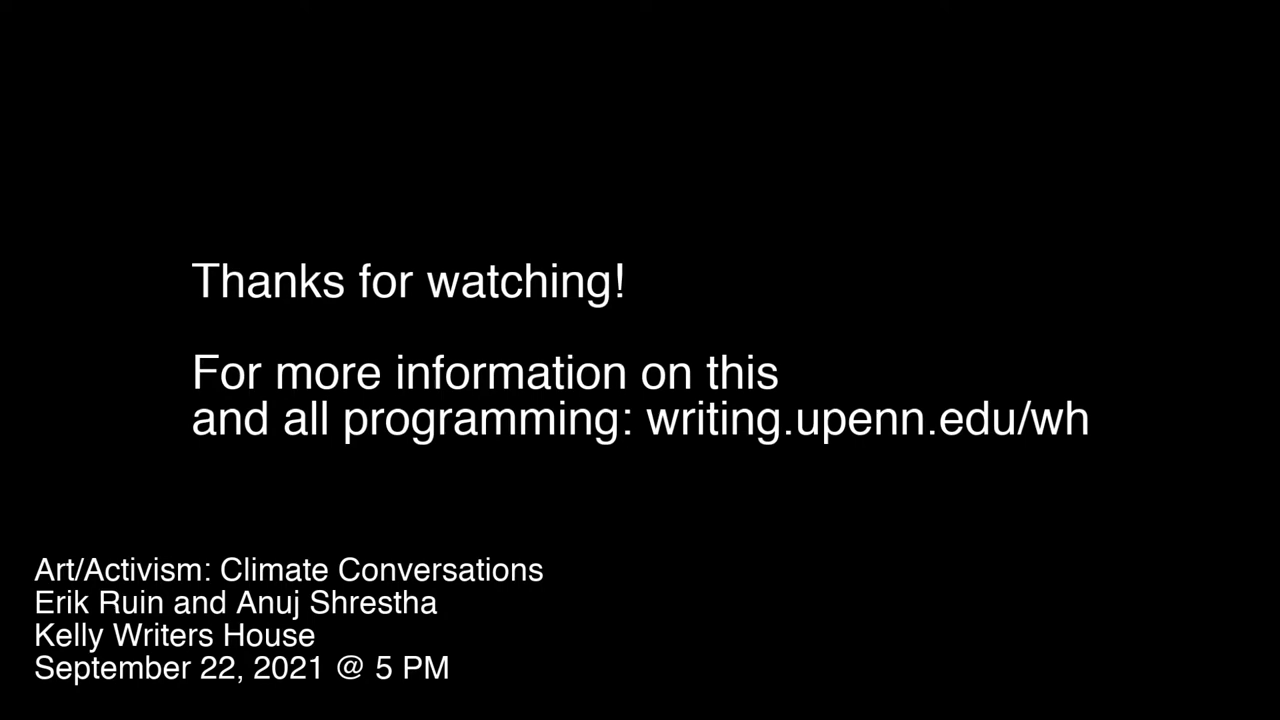 Thanks for watching!
For more information on this
and all programming: writing.upenn.edu/wh
Art/Activism: Climate Conversations
Erik Ruin and Anuj Shrestha
Kelly Writers House
September 22, 2021 @ 5 PM